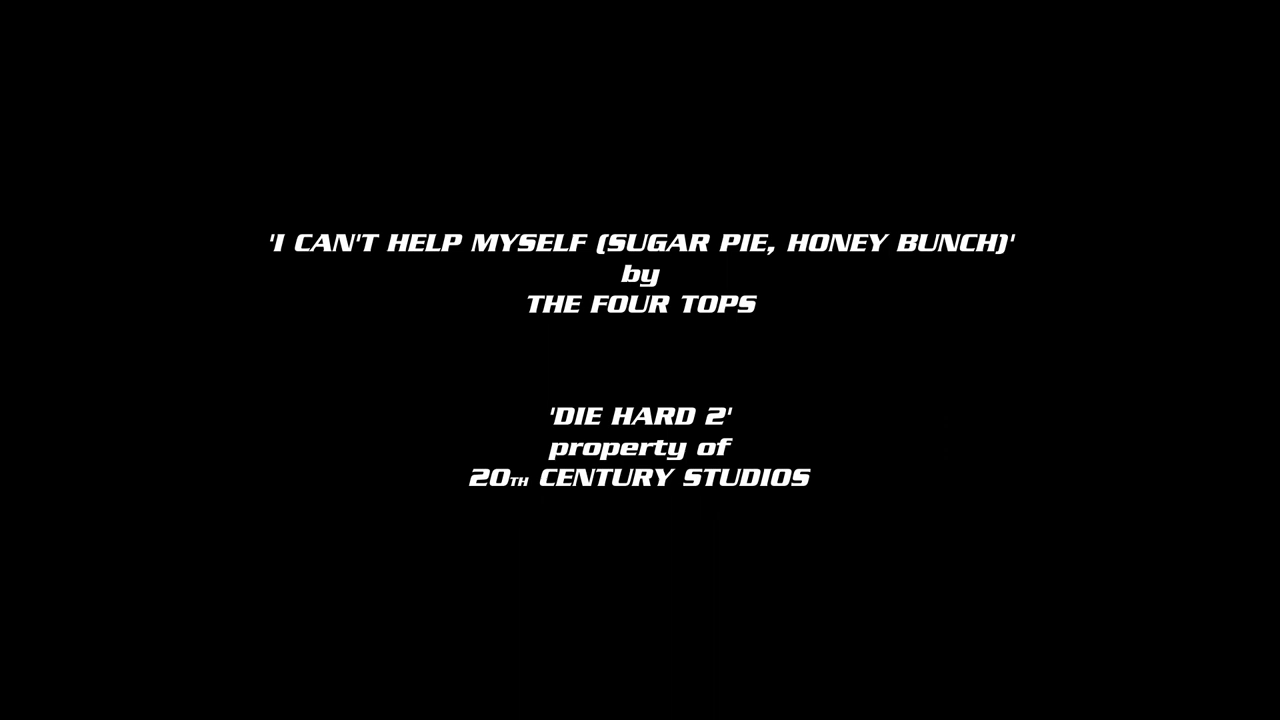 'I CAN'T HELP MYSELF (SUGAR PIE, HONEY BUNCH)'
by
THE FOUR TOPS
'DIE HARD 2'
property of
20TH CENTURY STUDIOS